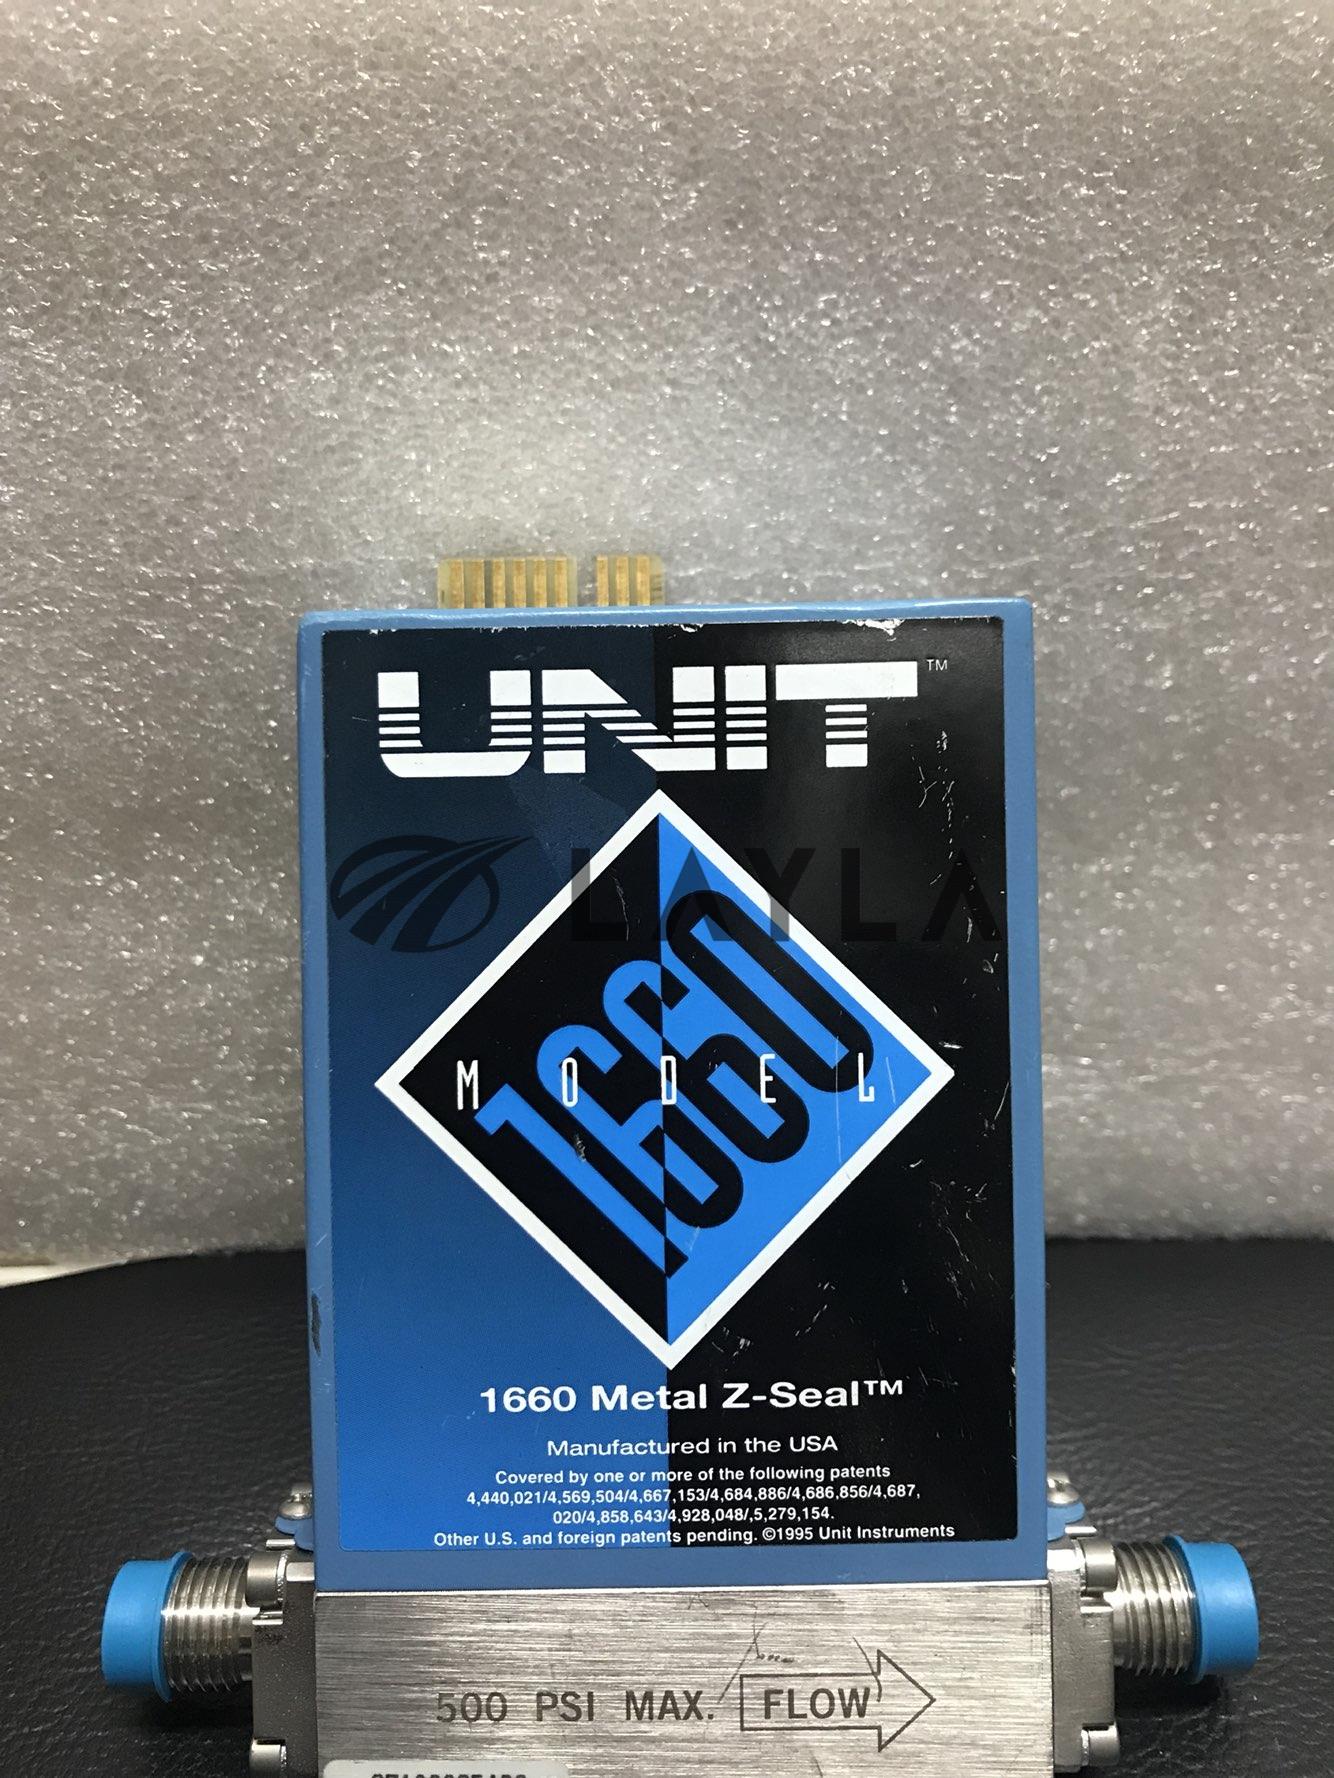 UNIT™
LAYLA
1660
MODEL
1660 Metal Z-Seal™
Manufactured in the USA
Covered by one or more of the following patents
4,440,021/4,569,504/4,667,153/4,684,886/4,686,856/4,687,
020/4,858,643/4,928,048/,5,279,154.
Other U.S. and foreign patents pending. ©1995 Unit Instruments
500 PSI MAX. FLOW